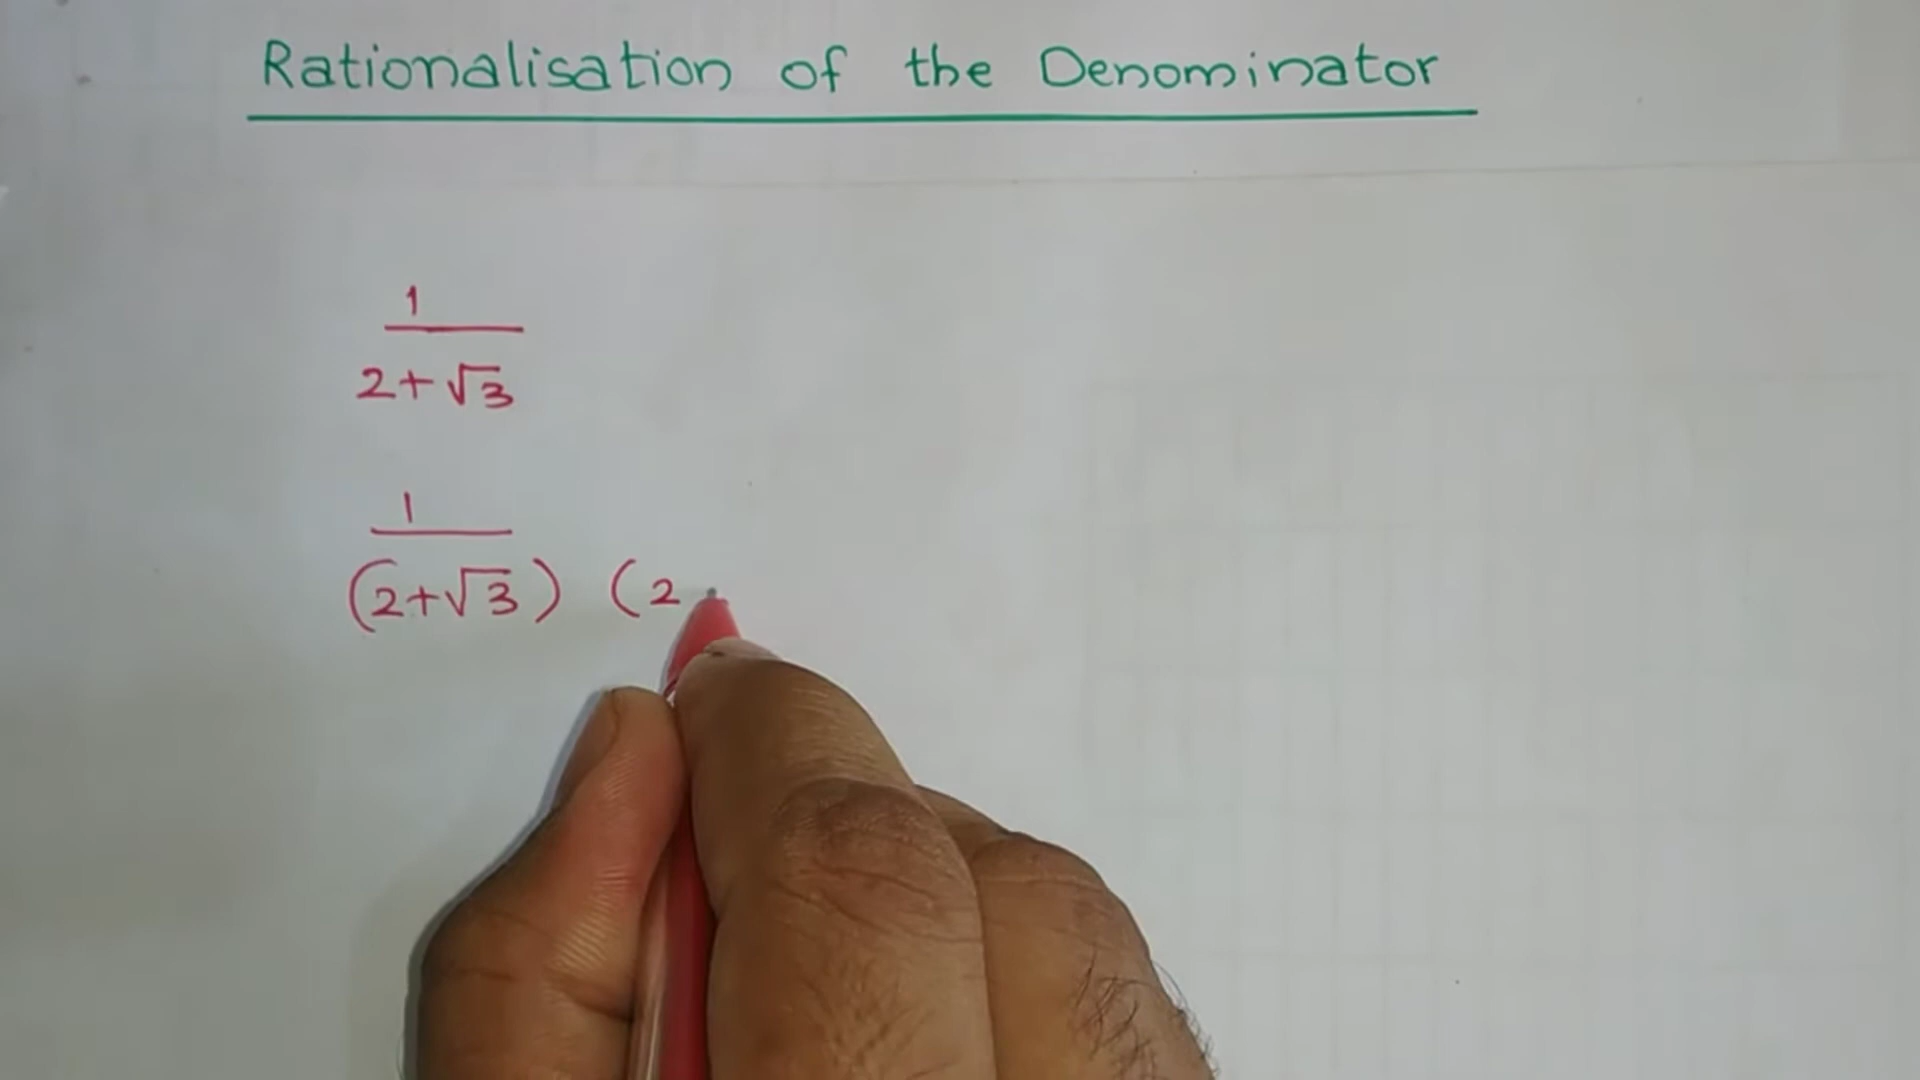 Rationalisation of the Denominator
1
2+√3
1
(2+√3) (2